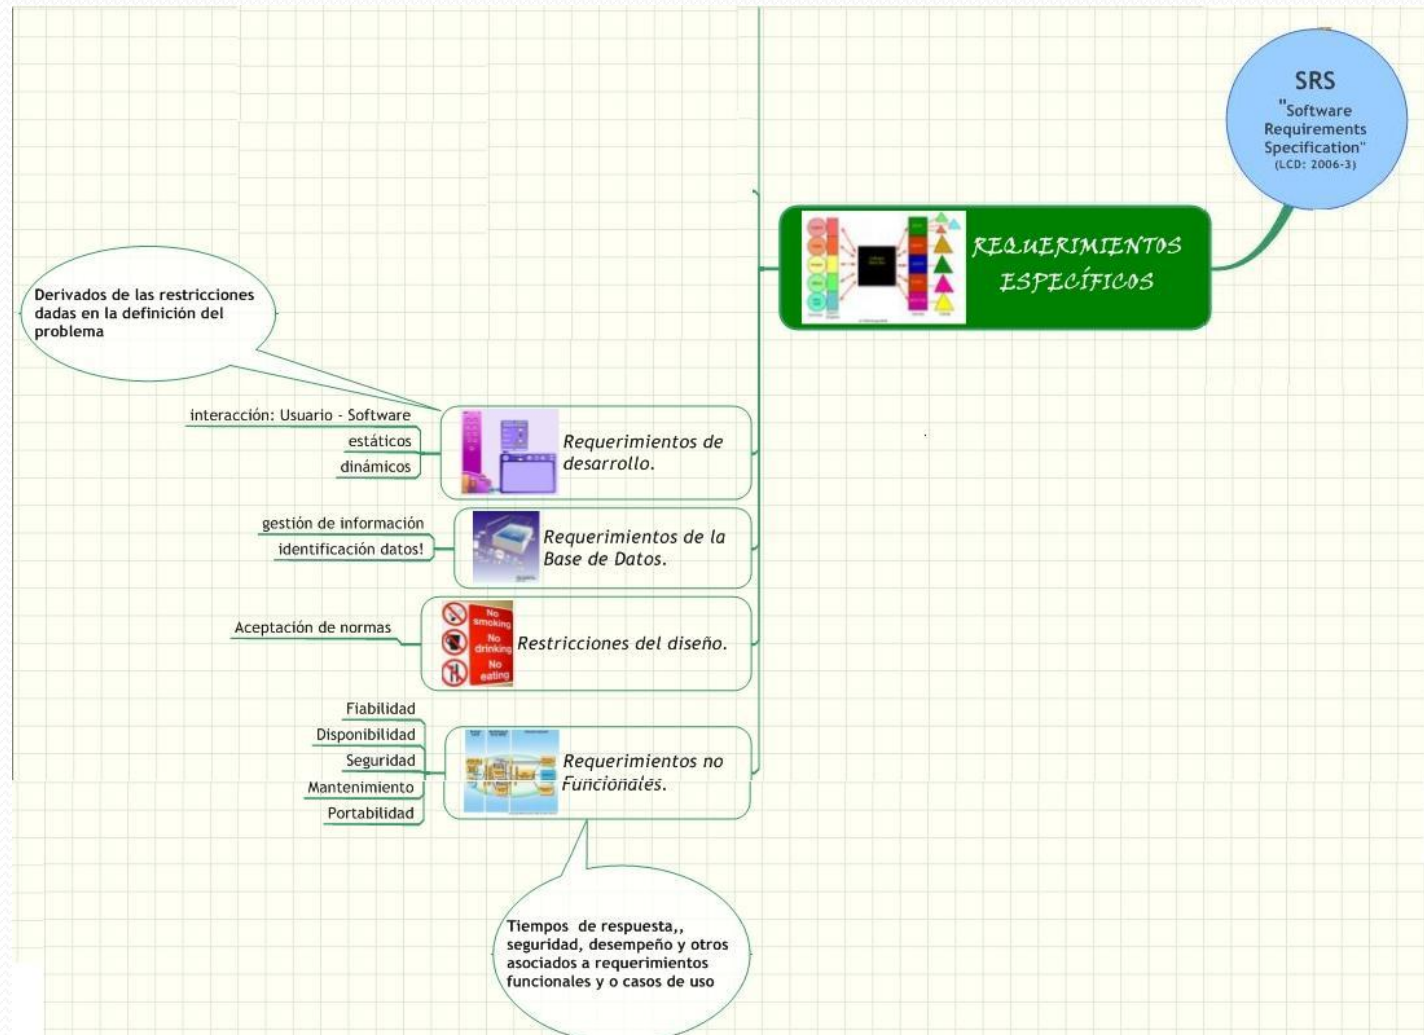 SRS
"Software
Requirements
Specification"
(LCD: 2006-3)
REQUERIMIENTOS
ESPECÍFICOS
Derivados de las restricciones
dadas en la definición del
problema
interacción: Usuario - Software
estáticos
dinámicos
Requerimientos de
desarrollo.
gestión de información
identificación datos!
Requerimientos de la
Base de Datos.
Aceptación de normas
No
smoking
No
drinking
No
eating
Restricciones del diseño.
Fiabilidad
Disponibilidad
Seguridad
Mantenimiento
Portabilidad
Requerimientos no
Funcionales.
Tiempos de respuesta,,
seguridad, desempeño y otros
asociados a requerimientos
funcionales y o casos de uso